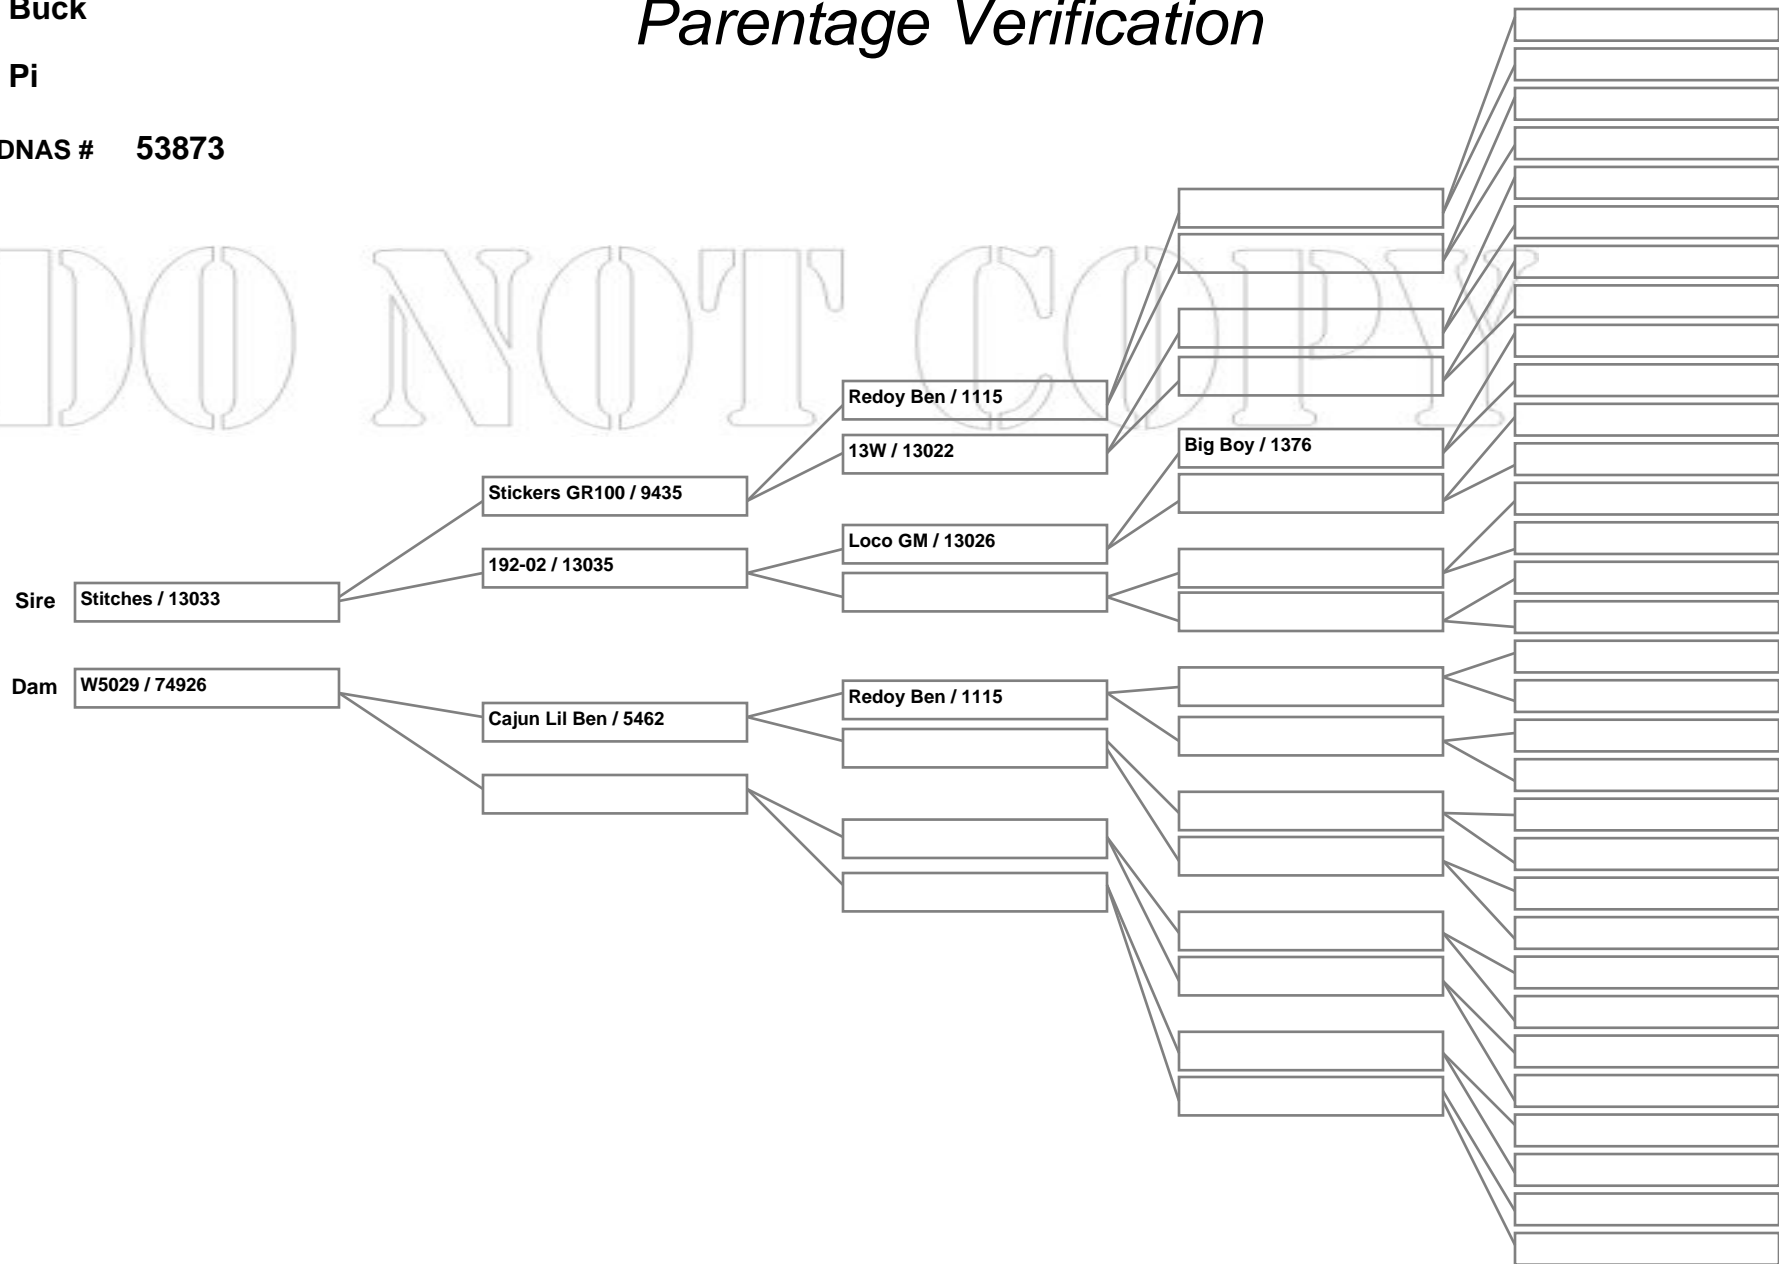 Buck
Parentage Verification
Pi
DNAS # 53873
DO NOT COPY
Redoy Ben / 1115
13W / 13022
Big Boy / 1376
Stickers GR100 / 9435
Loco GM / 13026
192-02 / 13035
Sire Stitches / 13033
Dam W5029 / 74926
Redoy Ben / 1115
Cajun Lil Ben / 5462